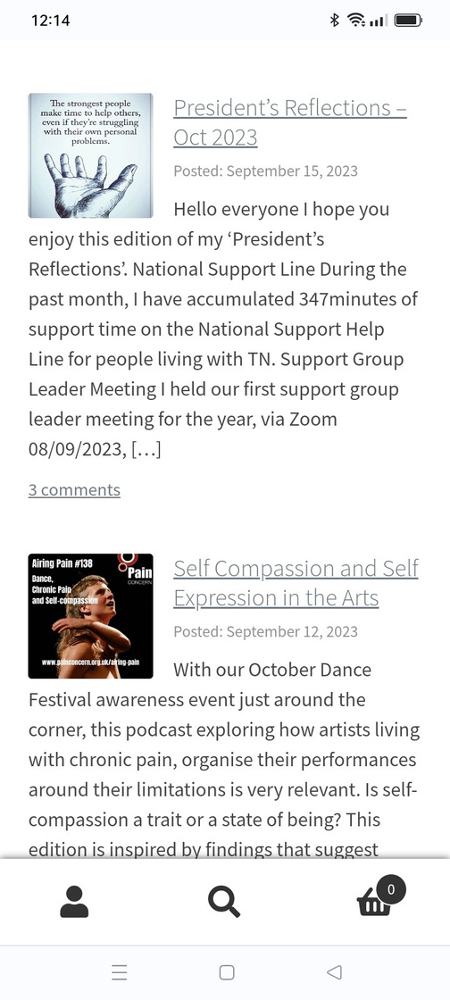 12:14
The strongest people
make time to help others,
even if they're struggling
with their own personal
problems.
President's Reflections –
Oct 2023
Posted: September 15, 2023
Hello everyone I hope you
enjoy this edition of my ‘President’s
Reflections’. National Support Line During the
past month, I have accumulated 347minutes of
support time on the National Support Help
Line for people living with TN. Support Group
Leader Meeting I held our first support group
leader meeting for the year, via Zoom
08/09/2023, […]
3 comments
Airing Pain #138
Dance,
Chronic Pain
and Self-compassion
Pain
CONCERN
www.painconcern.org.uk/airing-pain
Self Compassion and Self
Expression in the Arts
Posted: September 12, 2023
With our October Dance
Festival awareness event just around the
corner, this podcast exploring how artists living
with chronic pain, organise their performances
around their limitations is very relevant. Is self-
compassion a trait or a state of being? This
edition is inspired by findings that suggest
0